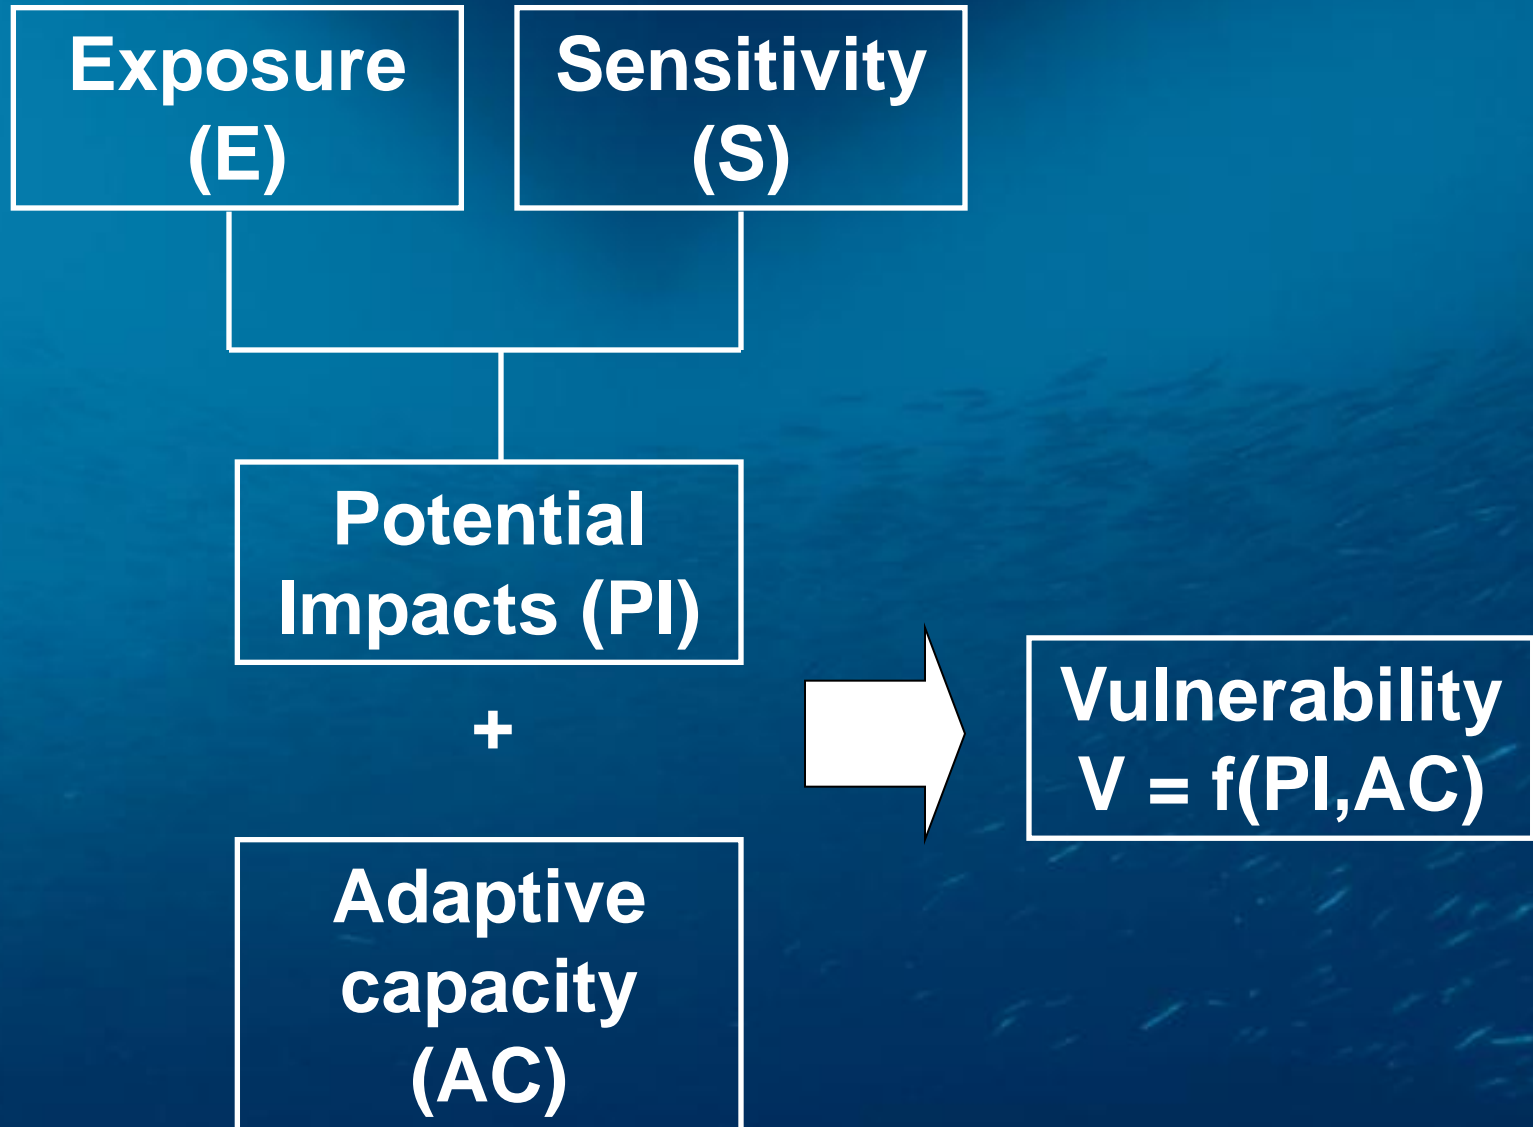 Exposure
(E)
Sensitivity
(S)
Potential
Impacts (PI)
+
Adaptive
capacity
(AC)
Vulnerability
V = f(PI,AC)